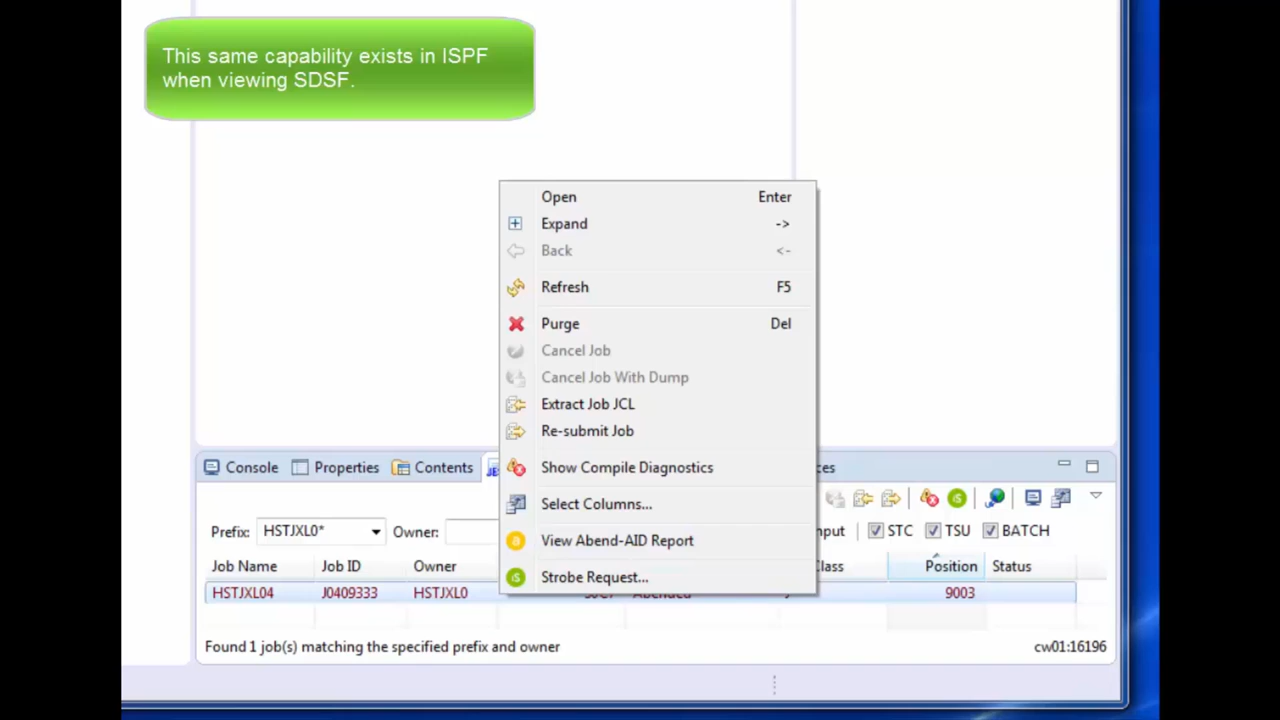 This same capability exists in ISPF
when viewing SDSF.
Open Enter
Expand ->
Back <-
Refresh F5
Purge Del
Cancel Job
Cancel Job With Dump
Extract Job JCL
Re-submit Job
Show Compile Diagnostics
Select Columns...
View Abend-AID Report
Strobe Request...
Console Properties Contents
Prefix: HSTJXL0* Owner: STC TSU BATCH
Job Name Job ID Owner Position Status
HSTJXL04 J0409333 HSTJXL0 Abended 9003
Found 1 job(s) matching the specified prefix and owner cw01:16196